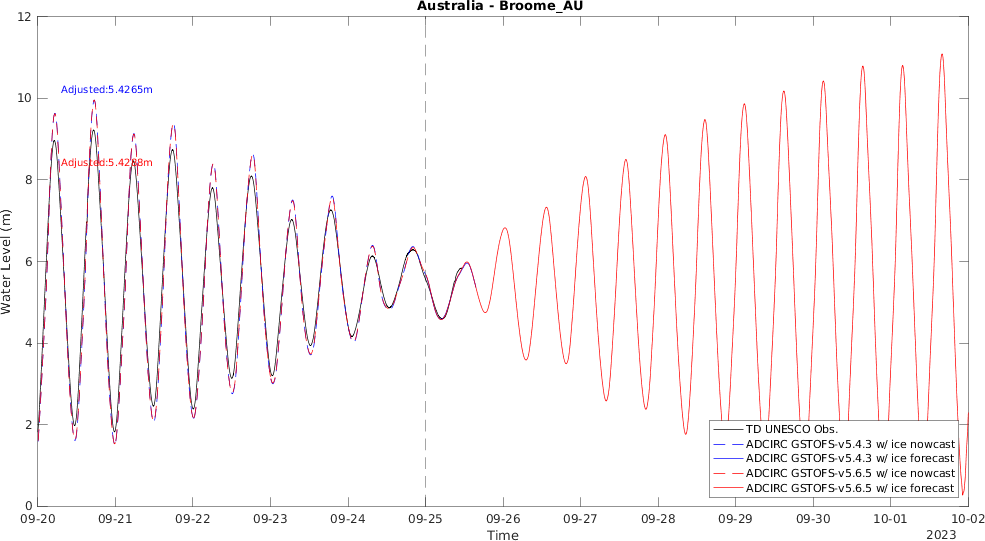 Australia - Broome_AU
12
10
8
6
4
2
0
Water Level (m)
Adjusted:5.4265m
Adjusted:5.4288m
TD UNESCO Obs.
ADCIRC GSTOFS-v5.4.3 w/ ice nowcast
ADCIRC GSTOFS-v5.4.3 w/ ice forecast
ADCIRC GSTOFS-v5.6.5 w/ ice nowcast
ADCIRC GSTOFS-v5.6.5 w/ ice forecast
09-20 09-21 09-22 09-23 09-24 09-25 09-26 09-27 09-28 09-29 09-30 10-01 10-02
Time
2023